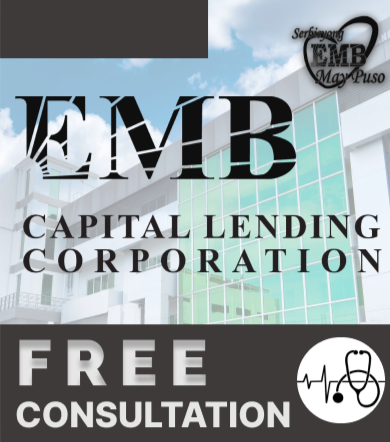 Serbisyong
EMB
May Puso
EMB
CAPITAL LENDING
CORPORATION
FREE
CONSULTATION